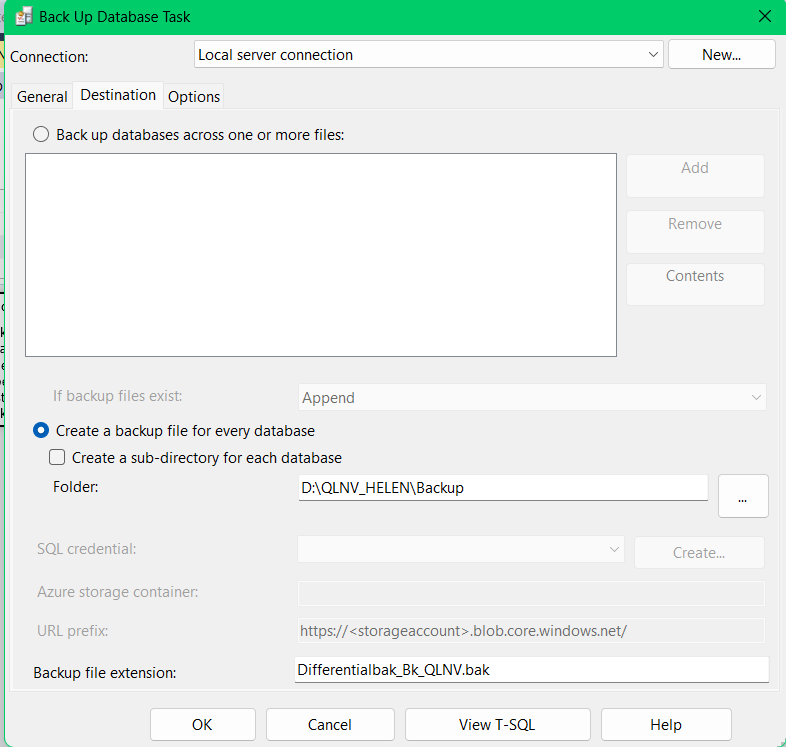 Back Up Database Task
Connection:
Local server connection
New...
General
Destination
Options
Back up databases across one or more files:
Add
Remove
Contents
If backup files exist:
Append
Create a backup file for every database
Create a sub-directory for each database
Folder:
D:\QLNV_HELEN\Backup
...
SQL credential:
Create...
Azure storage container:
URL prefix:
https://<storageaccount>.blob.core.windows.net/
Backup file extension:
Differentialbak_Bk_QLNV.bak
OK
Cancel
View T-SQL
Help